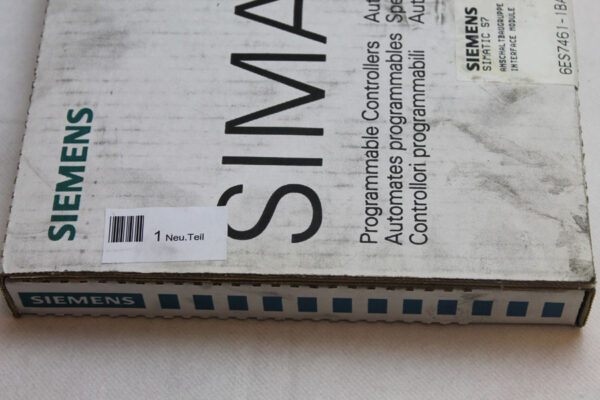 SIEMENS
SIMA
Programmable Controllers
Automates programmables
Controllori programmabili
SIEMENS
SIMATIC S7
ANSCHALTBAUGRUPPE
INTERFACE MODULE
6ES7461-1BA
1 Neu.Teil
SIEMENS